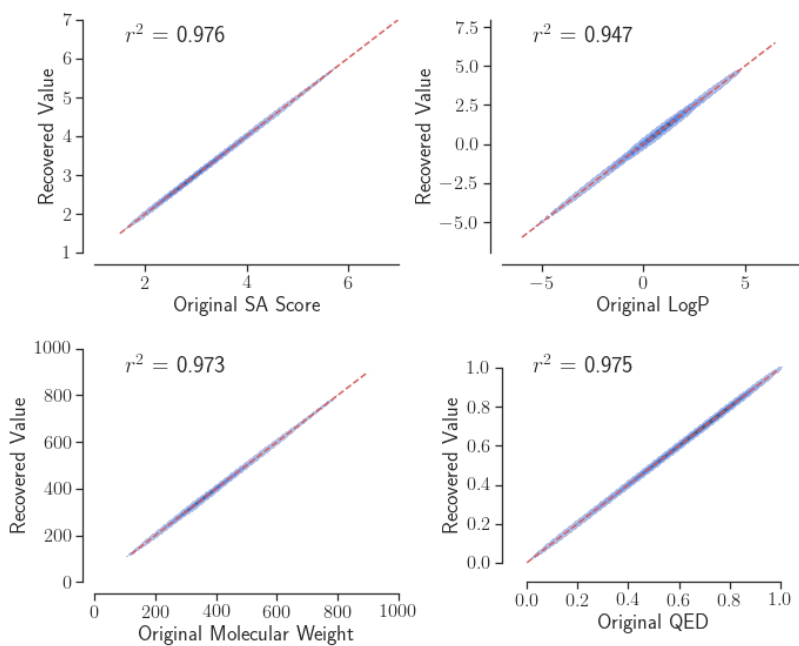 r² = 0.976
7
6
5
4
3
2
1
Recovered Value
2 4 6
Original SA Score
r² = 0.947
7.5
5.0
2.5
0.0
−2.5
−5.0
Recovered Value
−5 0 5
Original LogP
r² = 0.973
1000
800
600
400
200
0
Recovered Value
0 200 400 600 800 1000
Original Molecular Weight
r² = 0.975
1.0
0.8
0.6
0.4
0.2
0.0
Recovered Value
0.0 0.2 0.4 0.6 0.8 1.0
Original QED